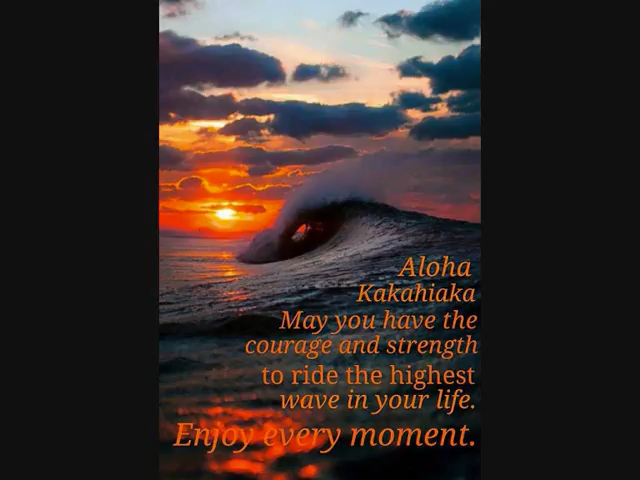 Aloha
Kakahiaka
May you have the
courage and strength
to ride the highest
wave in your life.
Enjoy every moment.